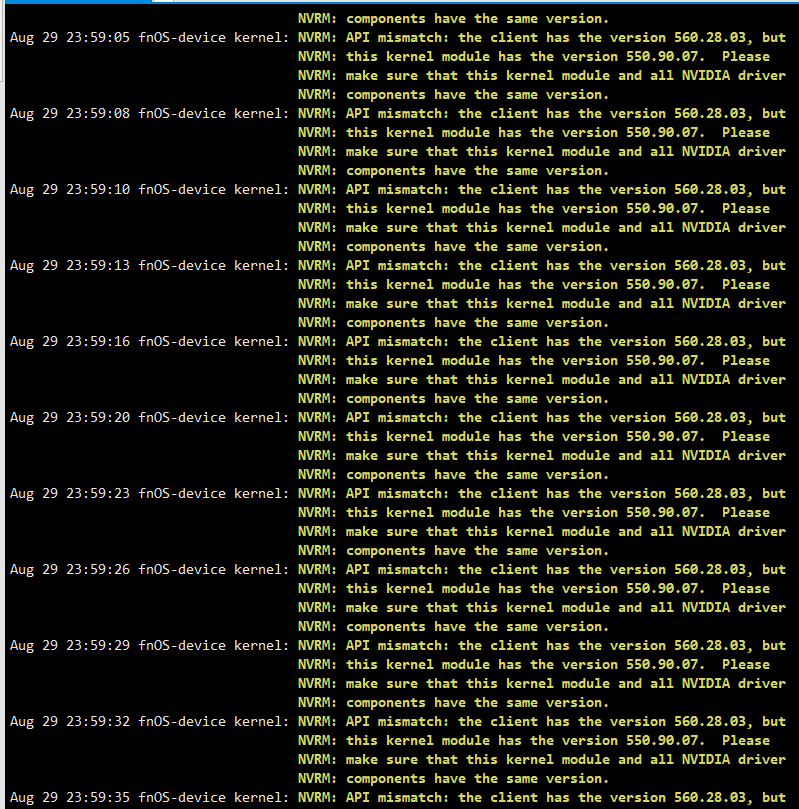 NVRM: components have the same version.
Aug 29 23:59:05 fnOS-device kernel: NVRM: API mismatch: the client has the version 560.28.03, but
NVRM: this kernel module has the version 550.90.07.  Please
NVRM: make sure that this kernel module and all NVIDIA driver
NVRM: components have the same version.
Aug 29 23:59:08 fnOS-device kernel: NVRM: API mismatch: the client has the version 560.28.03, but
NVRM: this kernel module has the version 550.90.07.  Please
NVRM: make sure that this kernel module and all NVIDIA driver
NVRM: components have the same version.
Aug 29 23:59:10 fnOS-device kernel: NVRM: API mismatch: the client has the version 560.28.03, but
NVRM: this kernel module has the version 550.90.07.  Please
NVRM: make sure that this kernel module and all NVIDIA driver
NVRM: components have the same version.
Aug 29 23:59:13 fnOS-device kernel: NVRM: API mismatch: the client has the version 560.28.03, but
NVRM: this kernel module has the version 550.90.07.  Please
NVRM: make sure that this kernel module and all NVIDIA driver
NVRM: components have the same version.
Aug 29 23:59:16 fnOS-device kernel: NVRM: API mismatch: the client has the version 560.28.03, but
NVRM: this kernel module has the version 550.90.07.  Please
NVRM: make sure that this kernel module and all NVIDIA driver
NVRM: components have the same version.
Aug 29 23:59:20 fnOS-device kernel: NVRM: API mismatch: the client has the version 560.28.03, but
NVRM: this kernel module has the version 550.90.07.  Please
NVRM: make sure that this kernel module and all NVIDIA driver
NVRM: components have the same version.
Aug 29 23:59:23 fnOS-device kernel: NVRM: API mismatch: the client has the version 560.28.03, but
NVRM: this kernel module has the version 550.90.07.  Please
NVRM: make sure that this kernel module and all NVIDIA driver
NVRM: components have the same version.
Aug 29 23:59:26 fnOS-device kernel: NVRM: API mismatch: the client has the version 560.28.03, but
NVRM: this kernel module has the version 550.90.07.  Please
NVRM: make sure that this kernel module and all NVIDIA driver
NVRM: components have the same version.
Aug 29 23:59:29 fnOS-device kernel: NVRM: API mismatch: the client has the version 560.28.03, but
NVRM: this kernel module has the version 550.90.07.  Please
NVRM: make sure that this kernel module and all NVIDIA driver
NVRM: components have the same version.
Aug 29 23:59:32 fnOS-device kernel: NVRM: API mismatch: the client has the version 560.28.03, but
NVRM: this kernel module has the version 550.90.07.  Please
NVRM: make sure that this kernel module and all NVIDIA driver
NVRM: components have the same version.
Aug 29 23:59:35 fnOS-device kernel: NVRM: API mismatch: the client has the version 560.28.03, but